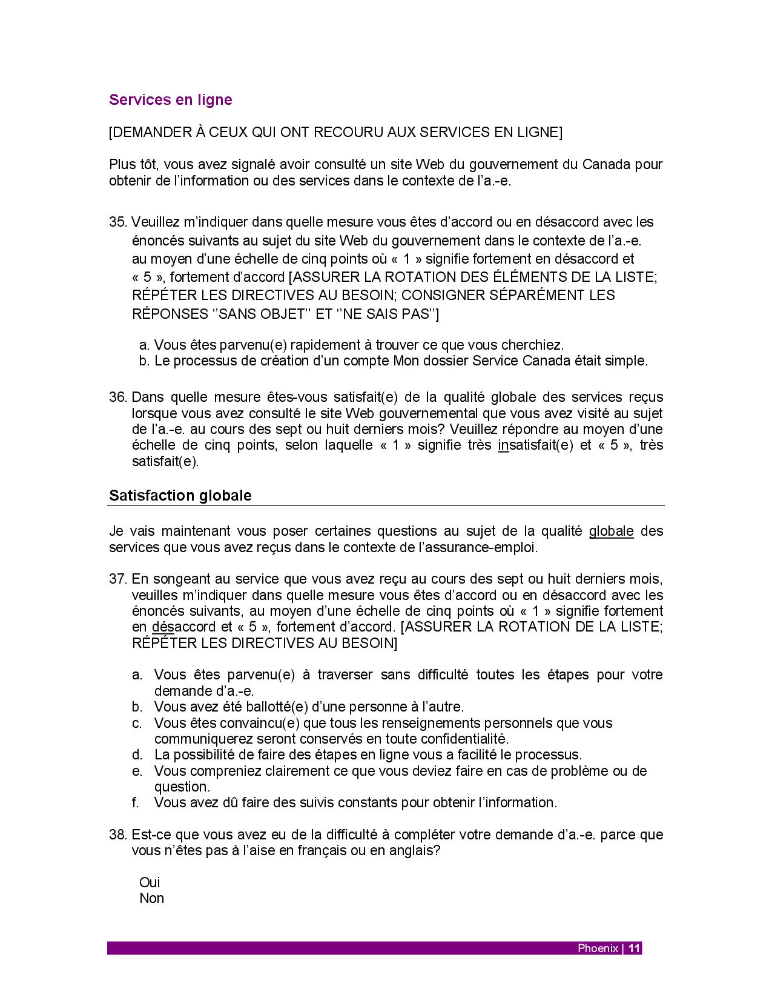 Services en ligne
[DEMANDER À CEUX QUI ONT RECOURU AUX SERVICES EN LIGNE]
Plus tôt, vous avez signalé avoir consulté un site Web du gouvernement du Canada pour
obtenir de l’information ou des services dans le contexte de l’a.-e.
35. Veuillez m’indiquer dans quelle mesure vous êtes d’accord ou en désaccord avec les
énoncés suivants au sujet du site Web du gouvernement dans le contexte de l’a.-e.
au moyen d’une échelle de cinq points où « 1 » signifie fortement en désaccord et
« 5 », fortement d’accord [ASSURER LA ROTATION DES ÉLÉMENTS DE LA LISTE;
RÉPÉTER LES DIRECTIVES AU BESOIN; CONSIGNER SÉPARÉMENT LES
RÉPONSES ‘’SANS OBJET’’ ET ‘’NE SAIS PAS’’]
a. Vous êtes parvenu(e) rapidement à trouver ce que vous cherchiez.
b. Le processus de création d’un compte Mon dossier Service Canada était simple.
36. Dans quelle mesure êtes-vous satisfait(e) de la qualité globale des services reçus
lorsque vous avez consulté le site Web gouvernemental que vous avez visité au sujet
de l’a.-e. au cours des sept ou huit derniers mois? Veuillez répondre au moyen d’une
échelle de cinq points, selon laquelle « 1 » signifie très insatisfait(e) et « 5 », très
satisfait(e).
Satisfaction globale
Je vais maintenant vous poser certaines questions au sujet de la qualité globale des
services que vous avez reçus dans le contexte de l’assurance-emploi.
37. En songeant au service que vous avez reçu au cours des sept ou huit derniers mois,
veuilles m’indiquer dans quelle mesure vous êtes d’accord ou en désaccord avec les
énoncés suivants, au moyen d’une échelle de cinq points où « 1 » signifie fortement
en désaccord et « 5 », fortement d’accord. [ASSURER LA ROTATION DE LA LISTE;
RÉPÉTER LES DIRECTIVES AU BESOIN]
a. Vous êtes parvenu(e) à traverser sans difficulté toutes les étapes pour votre
demande d’a.-e.
b. Vous avez été ballotté(e) d’une personne à l’autre.
c. Vous êtes convaincu(e) que tous les renseignements personnels que vous
communiquerez seront conservés en toute confidentialité.
d. La possibilité de faire des étapes en ligne vous a facilité le processus.
e. Vous compreniez clairement ce que vous deviez faire en cas de problème ou de
question.
f. Vous avez dû faire des suivis constants pour obtenir l’information.
38. Est-ce que vous avez eu de la difficulté à compléter votre demande d’a.-e. parce que
vous n’êtes pas à l’aise en français ou en anglais?
Oui
Non
Phoenix | 11